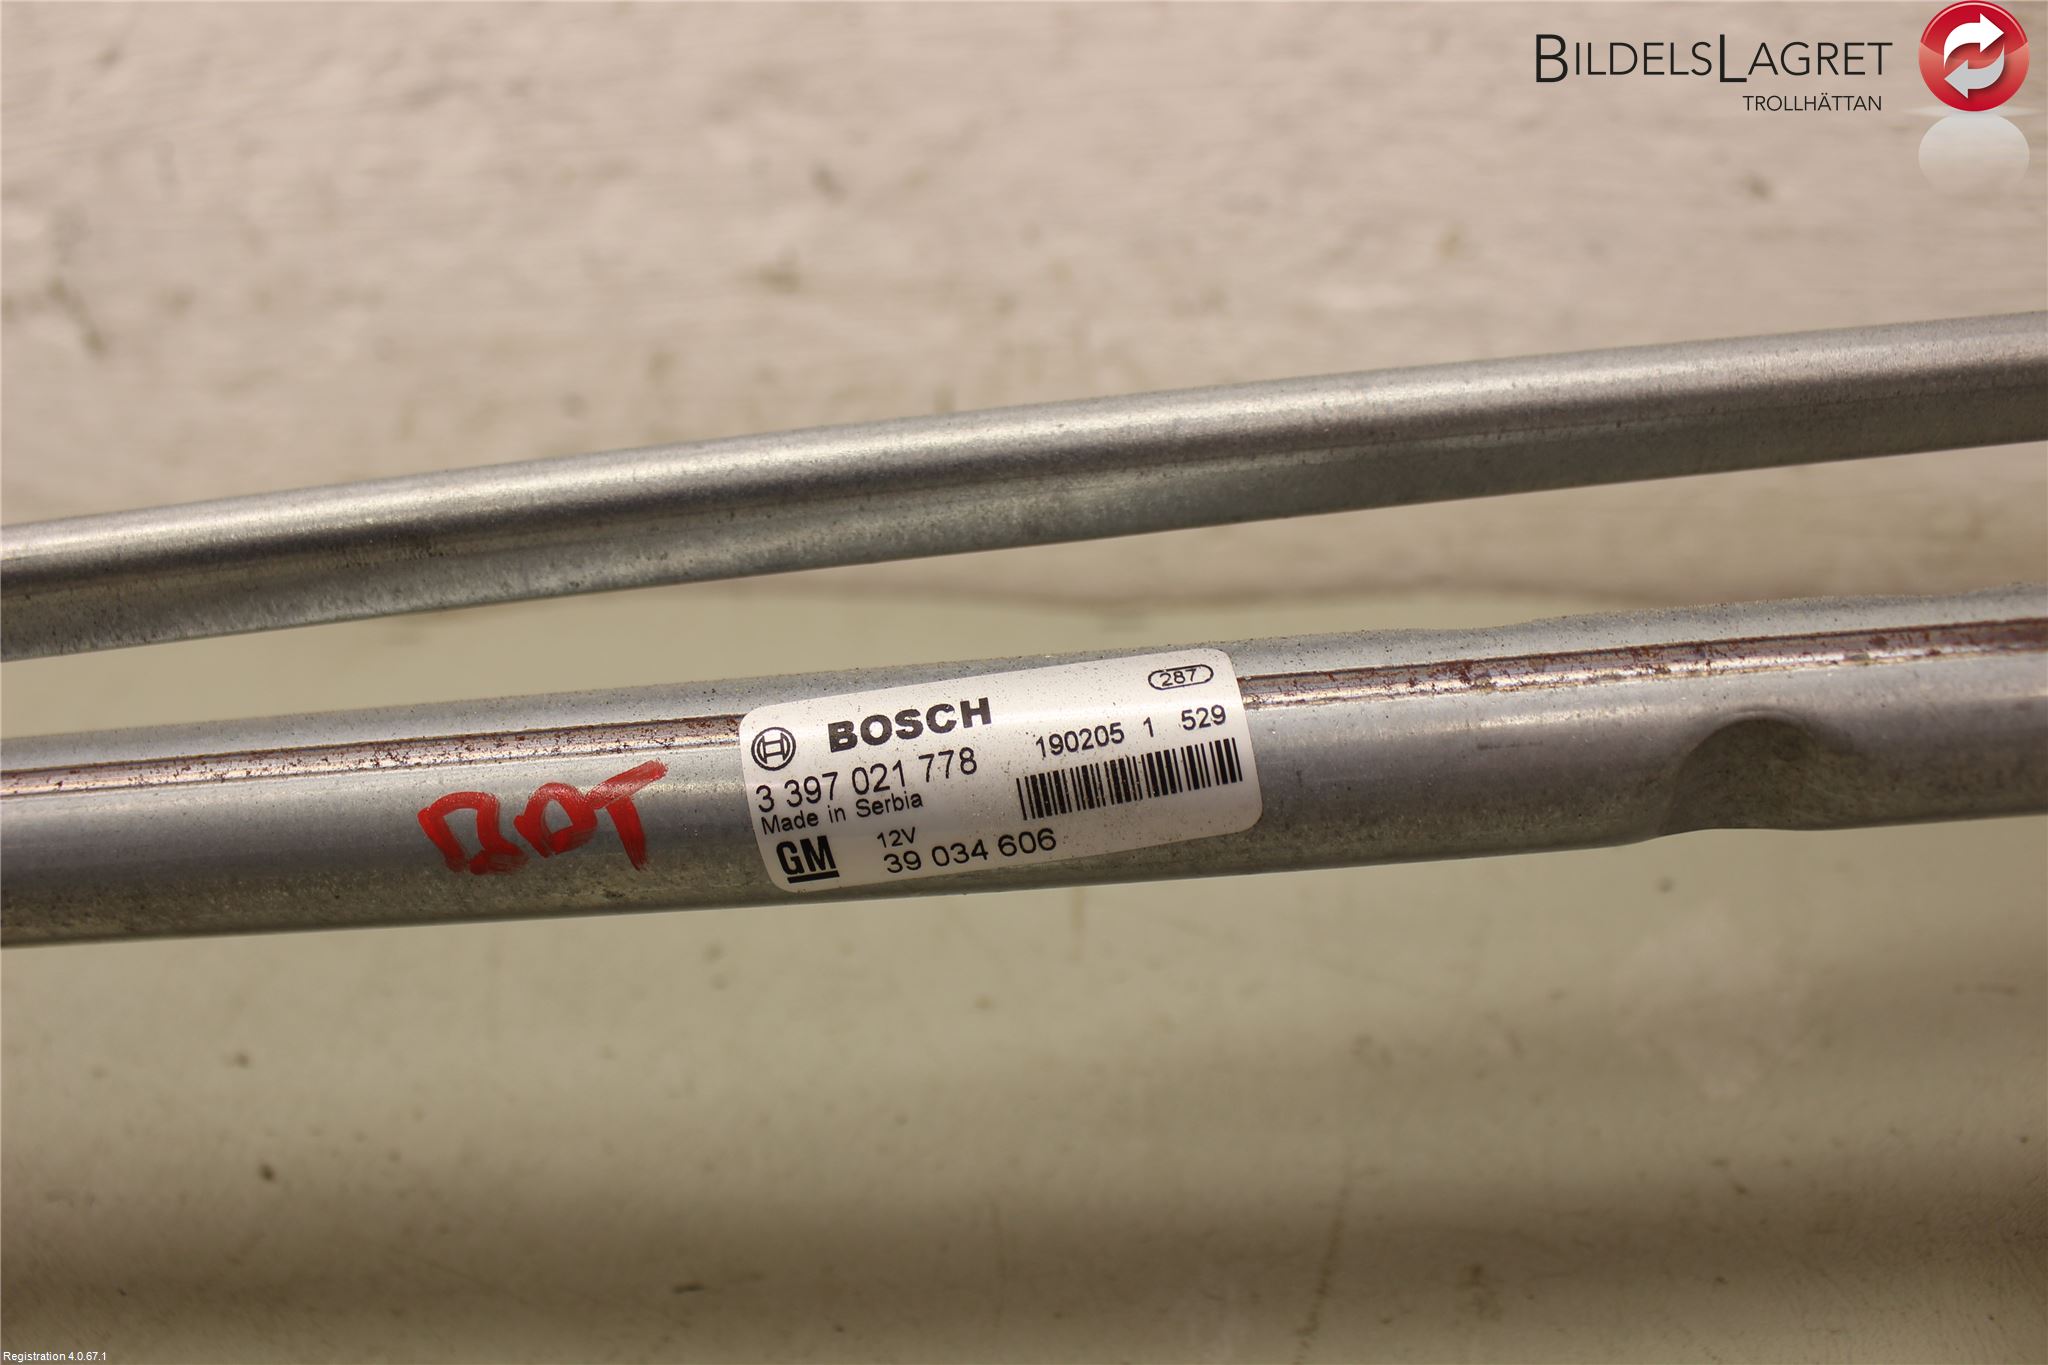 BILDELSLAGRET
TROLLHÄTTAN
287
BOSCH
190205 1 529
3 397 021 778
Made in Serbia
12V
GM 39 034 606
Registration 4.0.67.1